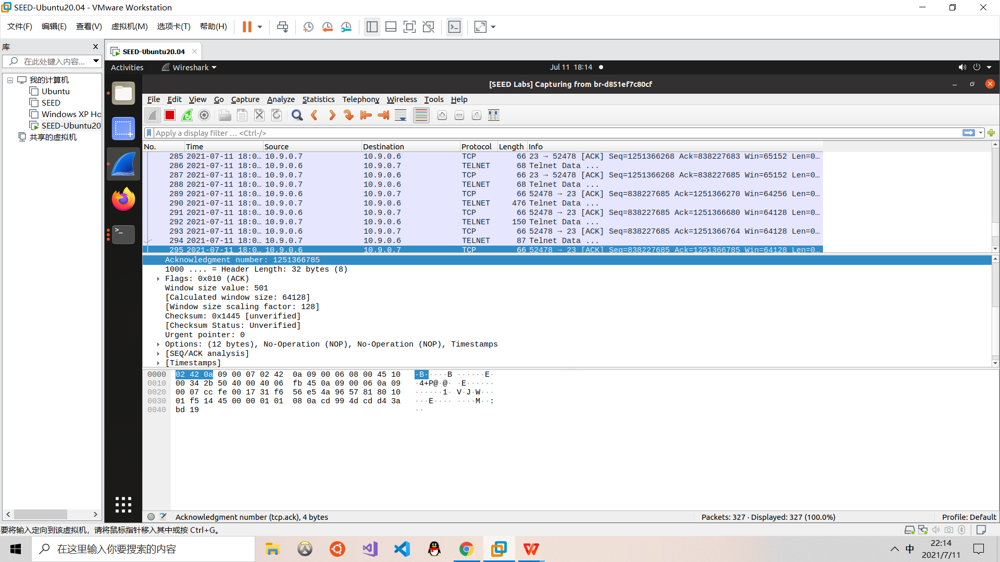 SEED-Ubuntu20.04 - VMware Workstation
文件(F) 编辑(E) 查看(V) 虚拟机(M) 选项卡(T) 帮助(H)
库
在此处键入内容...
我的计算机
Ubuntu
SEED
Windows XP Ho
SEED-Ubuntu20
共享的虚拟机
SEED-Ubuntu20.04
Activities Wireshark Jul 11 18:14
[SEED Labs] Capturing from br-d851ef7c80cf
File Edit View Go Capture Analyze Statistics Telephony Wireless Tools Help
Apply a display filter … <Ctrl-/>
No. Time Source Destination Protocol Length Info
285 2021-07-11 18:0… 10.9.0.7 10.9.0.6 TCP 66 23 → 52478 [ACK] Seq=1251366268 Ack=838227683 Win=65152 Len=0…
286 2021-07-11 18:0… 10.9.0.6 10.9.0.7 TELNET 68 Telnet Data ...
287 2021-07-11 18:0… 10.9.0.7 10.9.0.6 TCP 66 23 → 52478 [ACK] Seq=1251366268 Ack=838227685 Win=65152 Len=0…
288 2021-07-11 18:0… 10.9.0.7 10.9.0.6 TELNET 68 Telnet Data ...
289 2021-07-11 18:0… 10.9.0.6 10.9.0.7 TCP 66 52478 → 23 [ACK] Seq=838227685 Ack=1251366270 Win=64256 Len=0…
290 2021-07-11 18:0… 10.9.0.7 10.9.0.6 TELNET 476 Telnet Data ...
291 2021-07-11 18:0… 10.9.0.6 10.9.0.7 TCP 66 52478 → 23 [ACK] Seq=838227685 Ack=1251366680 Win=64128 Len=0…
292 2021-07-11 18:0… 10.9.0.7 10.9.0.6 TELNET 150 Telnet Data ...
293 2021-07-11 18:0… 10.9.0.6 10.9.0.7 TCP 66 52478 → 23 [ACK] Seq=838227685 Ack=1251366764 Win=64128 Len=0…
294 2021-07-11 18:0… 10.9.0.7 10.9.0.6 TELNET 87 Telnet Data ...
295 2021-07-11 18:0… 10.9.0.6 10.9.0.7 TCP 66 52478 → 23 [ACK] Seq=838227685 Ack=1251366785 Win=64128 Len=0…
Acknowledgment number: 1251366785
1000 .... = Header Length: 32 bytes (8)
Flags: 0x010 (ACK)
Window size value: 501
[Calculated window size: 64128]
[Window size scaling factor: 128]
Checksum: 0x1445 [unverified]
[Checksum Status: Unverified]
Urgent pointer: 0
Options: (12 bytes), No-Operation (NOP), No-Operation (NOP), Timestamps
[SEQ/ACK analysis]
[Timestamps]
0000 02 42 0a 09 00 07 02 42 0a 09 00 06 08 00 45 10 ·B·····B ······E·
0010 00 34 2b 50 40 00 40 06 fb 45 0a 09 00 06 0a 09 ·4+P@·@· ·E······
0020 00 07 cc fe 00 17 31 f6 56 e5 4a 96 57 81 80 10 ······1· V·J·W···
0030 01 f5 14 45 00 00 01 01 08 0a cd 99 4d cd d4 3a ···E···· ····M··:
0040 bd 19 ··
Acknowledgment number (tcp.ack), 4 bytes Packets: 327 · Displayed: 327 (100.0%) Profile: Default
要将输入定向到该虚拟机，请将鼠标指针移入其中或按 Ctrl+G。
在这里输入你要搜索的内容
中
22:14
2021/7/11